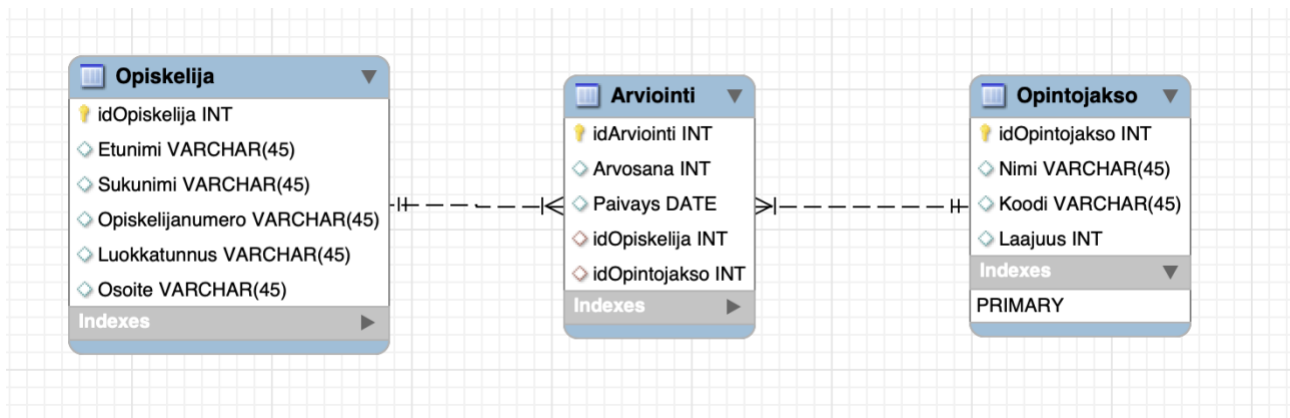 Opiskelija
idOpiskelija INT
Etunimi VARCHAR(45)
Sukunimi VARCHAR(45)
Opiskelijanumero VARCHAR(45)
Luokkatunnus VARCHAR(45)
Osoite VARCHAR(45)
Indexes
Arviointi
idArviointi INT
Arvosana INT
Paivays DATE
idOpiskelija INT
idOpintojakso INT
Indexes
Opintojakso
idOpintojakso INT
Nimi VARCHAR(45)
Koodi VARCHAR(45)
Laajuus INT
Indexes
PRIMARY